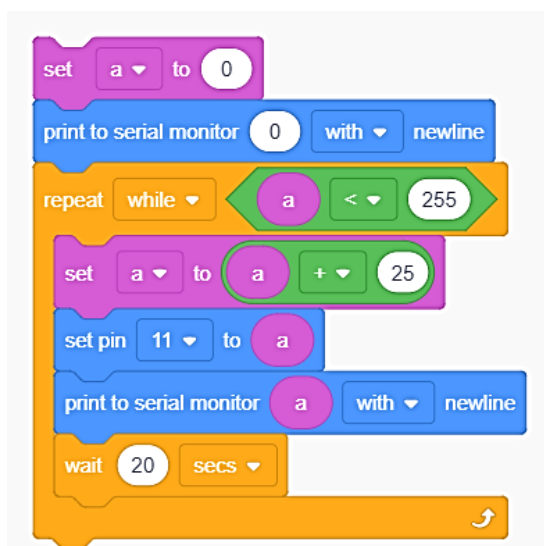 set a to 0
print to serial monitor 0 with newline
repeat while a < 255
set a to a + 25
set pin 11 to a
print to serial monitor a with newline
wait 20 secs